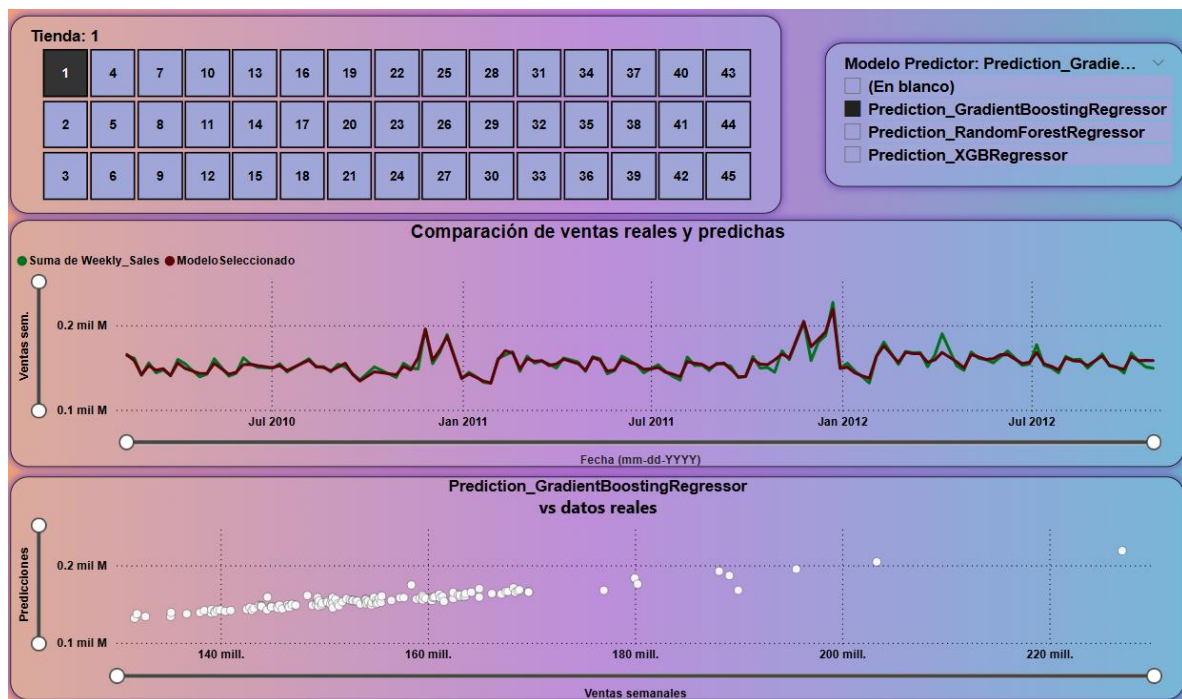 Tienda: 1
1 4 7 10 13 16 19 22 25 28 31 34 37 40 43
2 5 8 11 14 17 20 23 26 29 32 35 38 41 44
3 6 9 12 15 18 21 24 27 30 33 36 39 42 45
Modelo Predictor: Prediction_Gradie...
(En blanco)
Prediction_GradientBoostingRegressor
Prediction_RandomForestRegressor
Prediction_XGBRegressor
Comparación de ventas reales y predichas
Suma de Weekly_Sales ModeloSeleccionado
Ventas sem.
0.2 mil M
0.1 mil M
Jul 2010 Jan 2011 Jul 2011 Jan 2012 Jul 2012
Fecha (mm-dd-YYYY)
Prediction_GradientBoostingRegressor
vs datos reales
Predicciones
0.2 mil M
0.1 mil M
140 mill. 160 mill. 180 mill. 200 mill. 220 mill.
Ventas semanales